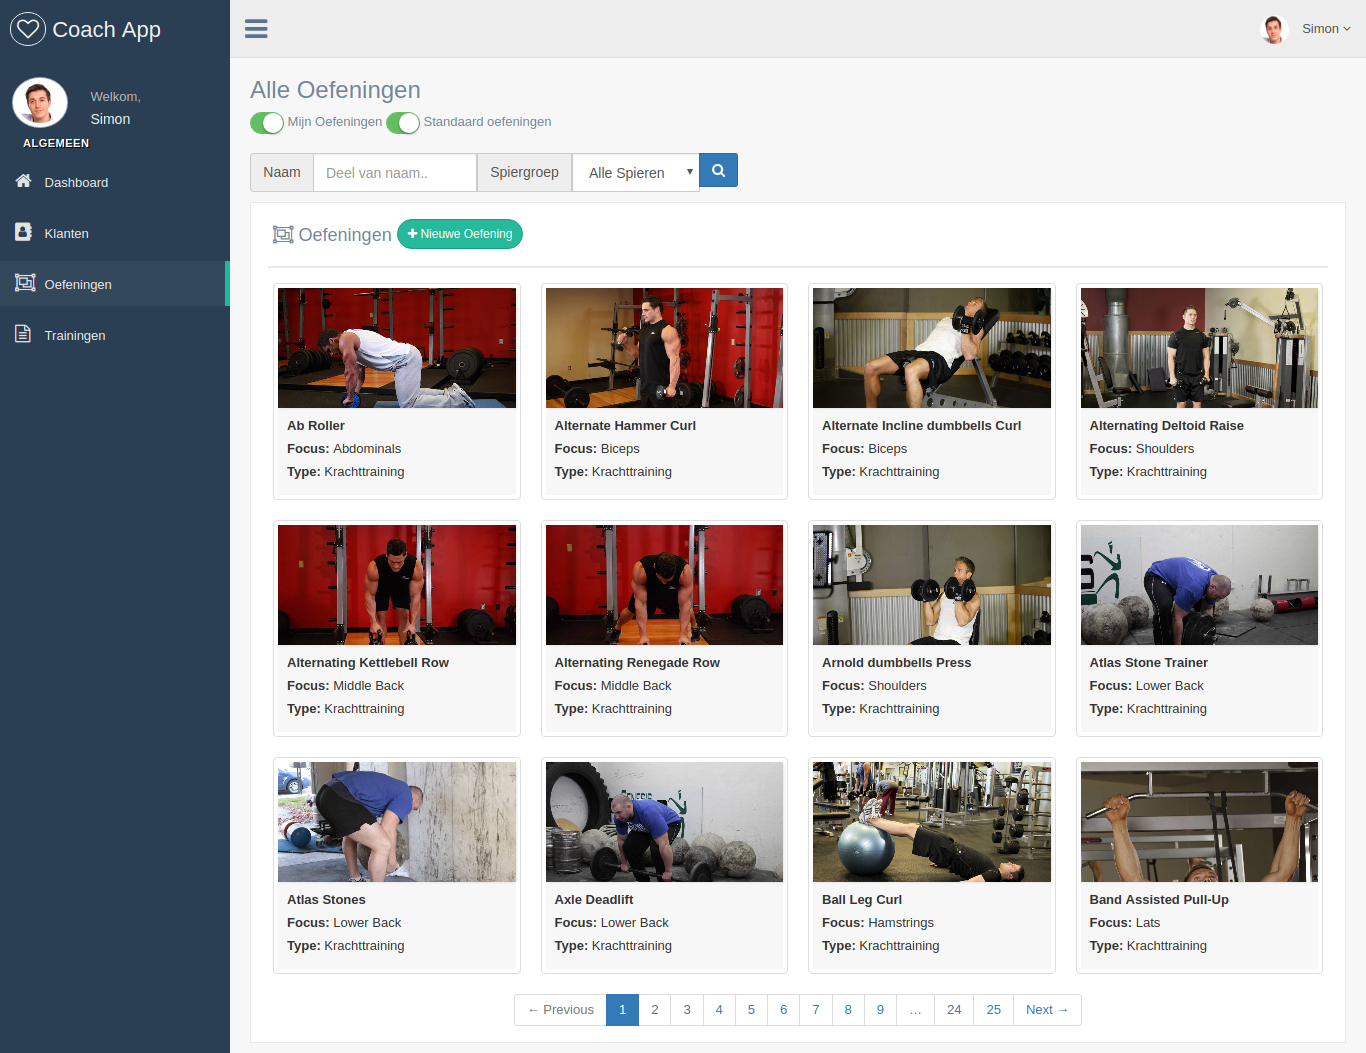 Coach App
Simon
Welkom,
Simon
ALGEMEEN
Dashboard
Klanten
Oefeningen
Trainingen
Alle Oefeningen
Mijn Oefeningen Standaard oefeningen
Naam Deel van naam.. Spiergroep Alle Spieren
Oefeningen Nieuwe Oefening
Ab Roller
Focus: Abdominals
Type: Krachttraining
Alternate Hammer Curl
Focus: Biceps
Type: Krachttraining
Alternate Incline dumbbells Curl
Focus: Biceps
Type: Krachttraining
Alternating Deltoid Raise
Focus: Shoulders
Type: Krachttraining
Alternating Kettlebell Row
Focus: Middle Back
Type: Krachttraining
Alternating Renegade Row
Focus: Middle Back
Type: Krachttraining
Arnold dumbbells Press
Focus: Shoulders
Type: Krachttraining
Atlas Stone Trainer
Focus: Lower Back
Type: Krachttraining
Atlas Stones
Focus: Lower Back
Type: Krachttraining
Axle Deadlift
Focus: Lower Back
Type: Krachttraining
Ball Leg Curl
Focus: Hamstrings
Type: Krachttraining
Band Assisted Pull-Up
Focus: Lats
Type: Krachttraining
← Previous 1 2 3 4 5 6 7 8 9 … 24 25 Next →